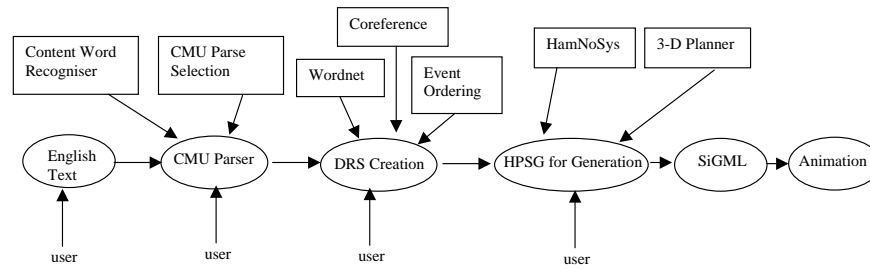 Coreference
Content Word
Recogniser
CMU Parse
Selection
HamNoSys
3-D Planner
Wordnet
Event
Ordering
English
Text
CMU Parser
DRS Creation
HPSG for Generation
SiGML
Animation
user
user
user
user